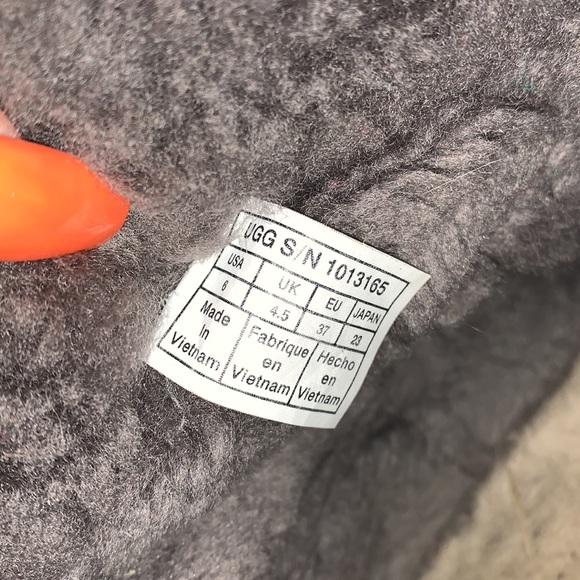 UGG S/N 1013165
USA UK EU JAPAN
6 4.5 37 23
Made in Vietnam
Fabriqué en Vietnam
Hecho en Vietnam